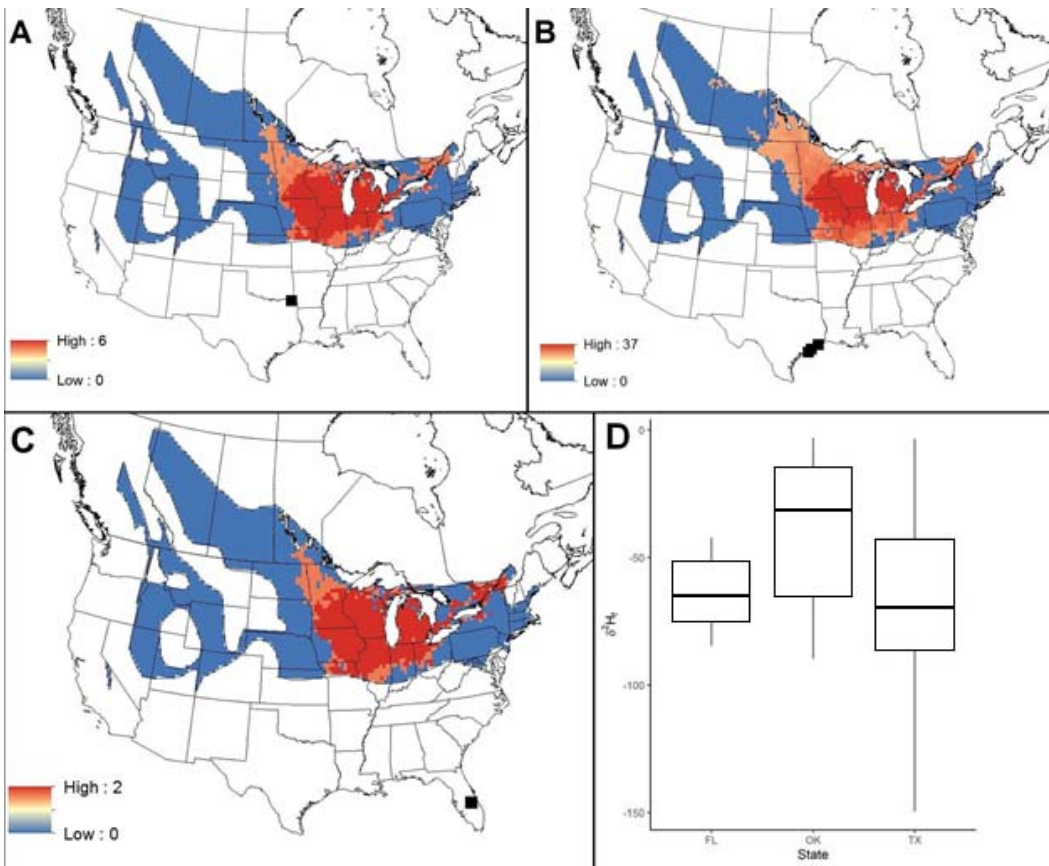 A
High : 6
Low : 0
B
High : 37
Low : 0
C
High : 2
Low : 0
D
0
-50
-100
-150
δ²Hf
FL
OK
TX
State